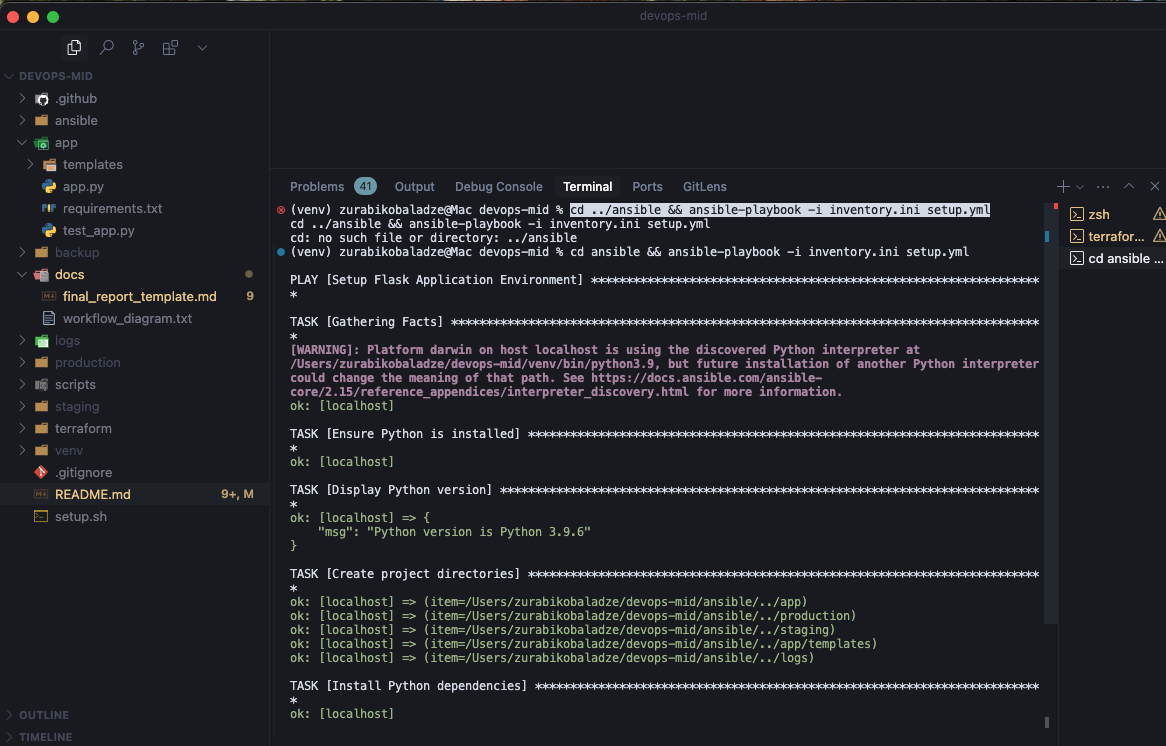 devops-mid
DEVOPS-MID
.github
ansible
app
templates
app.py
requirements.txt
test_app.py
backup
docs
final_report_template.md 9
workflow_diagram.txt
logs
production
scripts
staging
terraform
venv
.gitignore
README.md 9+, M
setup.sh
OUTLINE
TIMELINE
Problems 41 Output Debug Console Terminal Ports GitLens
(venv) zurabikobaladze@Mac devops-mid % cd ../ansible && ansible-playbook -i inventory.ini setup.yml
cd ../ansible && ansible-playbook -i inventory.ini setup.yml
cd: no such file or directory: ../ansible
(venv) zurabikobaladze@Mac devops-mid % cd ansible && ansible-playbook -i inventory.ini setup.yml
PLAY [Setup Flask Application Environment] ****************************************************************
*
TASK [Gathering Facts] ************************************************************************************
*
[WARNING]: Platform darwin on host localhost is using the discovered Python interpreter at
/Users/zurabikobaladze/devops-mid/venv/bin/python3.9, but future installation of another Python interpreter
could change the meaning of that path. See https://docs.ansible.com/ansible-
core/2.15/reference_appendices/interpreter_discovery.html for more information.
ok: [localhost]
TASK [Ensure Python is installed] *************************************************************************
*
ok: [localhost]
TASK [Display Python version] *****************************************************************************
*
ok: [localhost] => {
"msg": "Python version is Python 3.9.6"
}
TASK [Create project directories] *************************************************************************
*
ok: [localhost] => (item=/Users/zurabikobaladze/devops-mid/ansible/../app)
ok: [localhost] => (item=/Users/zurabikobaladze/devops-mid/ansible/../production)
ok: [localhost] => (item=/Users/zurabikobaladze/devops-mid/ansible/../staging)
ok: [localhost] => (item=/Users/zurabikobaladze/devops-mid/ansible/../app/templates)
ok: [localhost] => (item=/Users/zurabikobaladze/devops-mid/ansible/../logs)
TASK [Install Python dependencies] ************************************************************************
*
ok: [localhost]
zsh
terrafor...
cd ansible ...